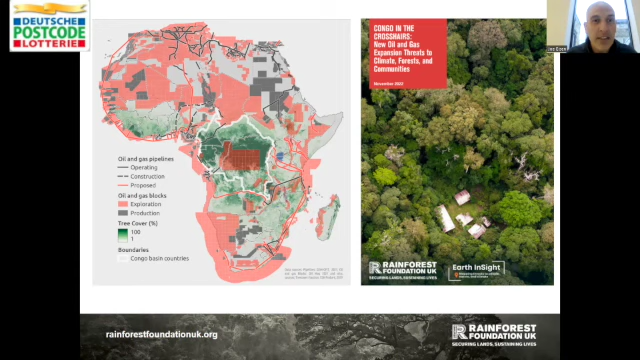 DEUTSCHE
POSTCODE
LOTTERIE
Oil and gas pipelines
Operating
Construction
Proposed
Oil and gas blocks
Exploration
Production
Tree Cover (%)
100
1
Boundaries
Congo basin countries
CONGO IN THE
CROSSHAIRS:
New Oil and Gas
Expansion Threats to
Climate, Forests, and
Communities
RAINFOREST
FOUNDATION UK
SECURING LANDS, SUSTAINING LIVES
Earth InSight
rainforestfoundationuk.org
RAINFOREST
FOUNDATION UK
SECURING LANDS, SUSTAINING LIVES